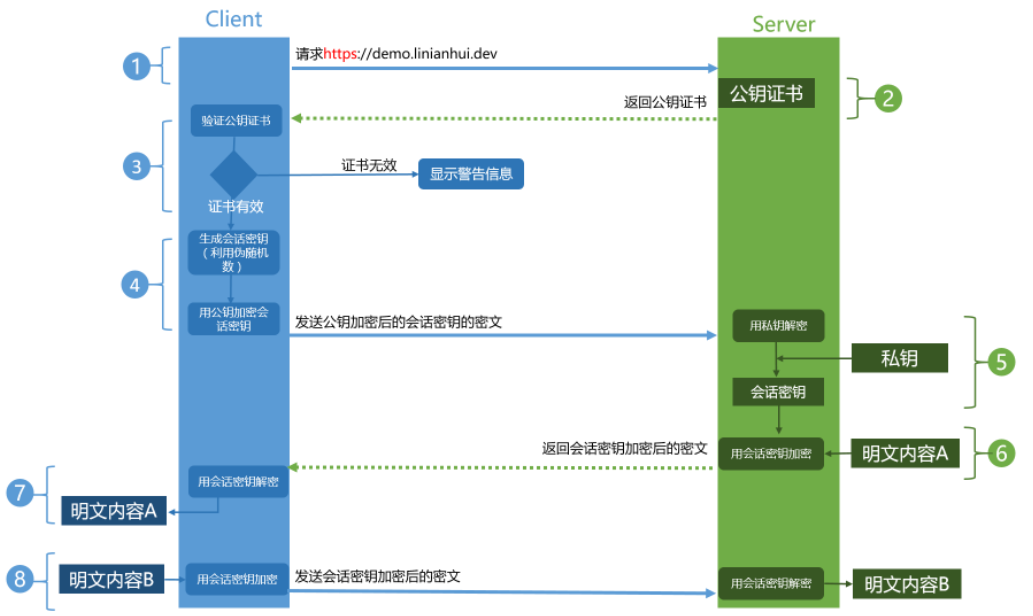 Client
Server
1
请求https://demo.linianhui.dev
公钥证书
2
返回公钥证书
验证公钥证书
3
证书无效
显示警告信息
证书有效
4
生成会话密钥
（利用伪随机
数）
用公钥加密会
话密钥
发送公钥加密后的会话密钥的密文
用私钥解密
私钥
5
会话密钥
返回会话密钥加密后的密文
用会话密钥加密
明文内容A
6
7
用会话密钥解密
明文内容A
8
明文内容B
用会话密钥加密
发送会话密钥加密后的密文
用会话密钥解密
明文内容B